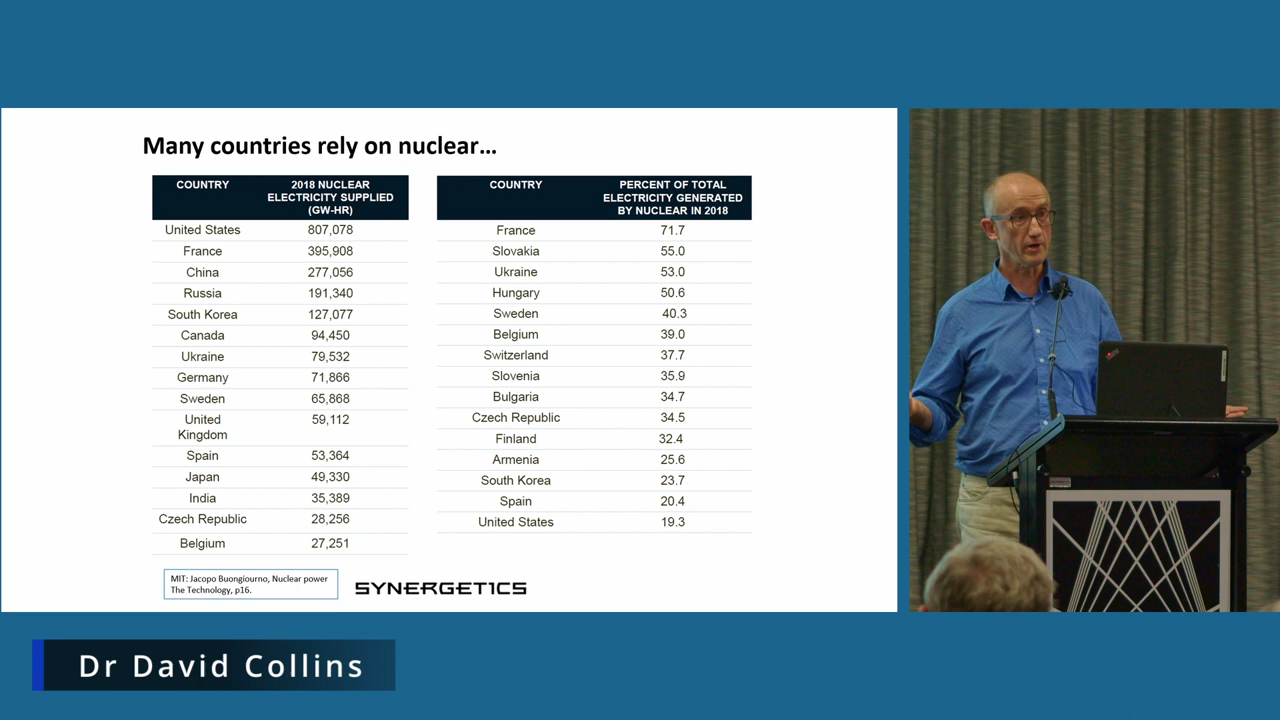 Many countries rely on nuclear...
COUNTRY 2018 NUCLEAR ELECTRICITY SUPPLIED (GW-HR)
United States 807,078
France 395,908
China 277,056
Russia 191,340
South Korea 127,077
Canada 94,450
Ukraine 79,532
Germany 71,866
Sweden 65,868
United Kingdom 59,112
Spain 53,364
Japan 49,330
India 35,389
Czech Republic 28,256
Belgium 27,251
COUNTRY PERCENT OF TOTAL ELECTRICITY GENERATED BY NUCLEAR IN 2018
France 71.7
Slovakia 55.0
Ukraine 53.0
Hungary 50.6
Sweden 40.3
Belgium 39.0
Switzerland 37.7
Slovenia 35.9
Bulgaria 34.7
Czech Republic 34.5
Finland 32.4
Armenia 25.6
South Korea 23.7
Spain 20.4
United States 19.3
MIT: Jacopo Buongiourno, Nuclear power
The Technology, p16.
SYNERGETICS
Dr David Collins